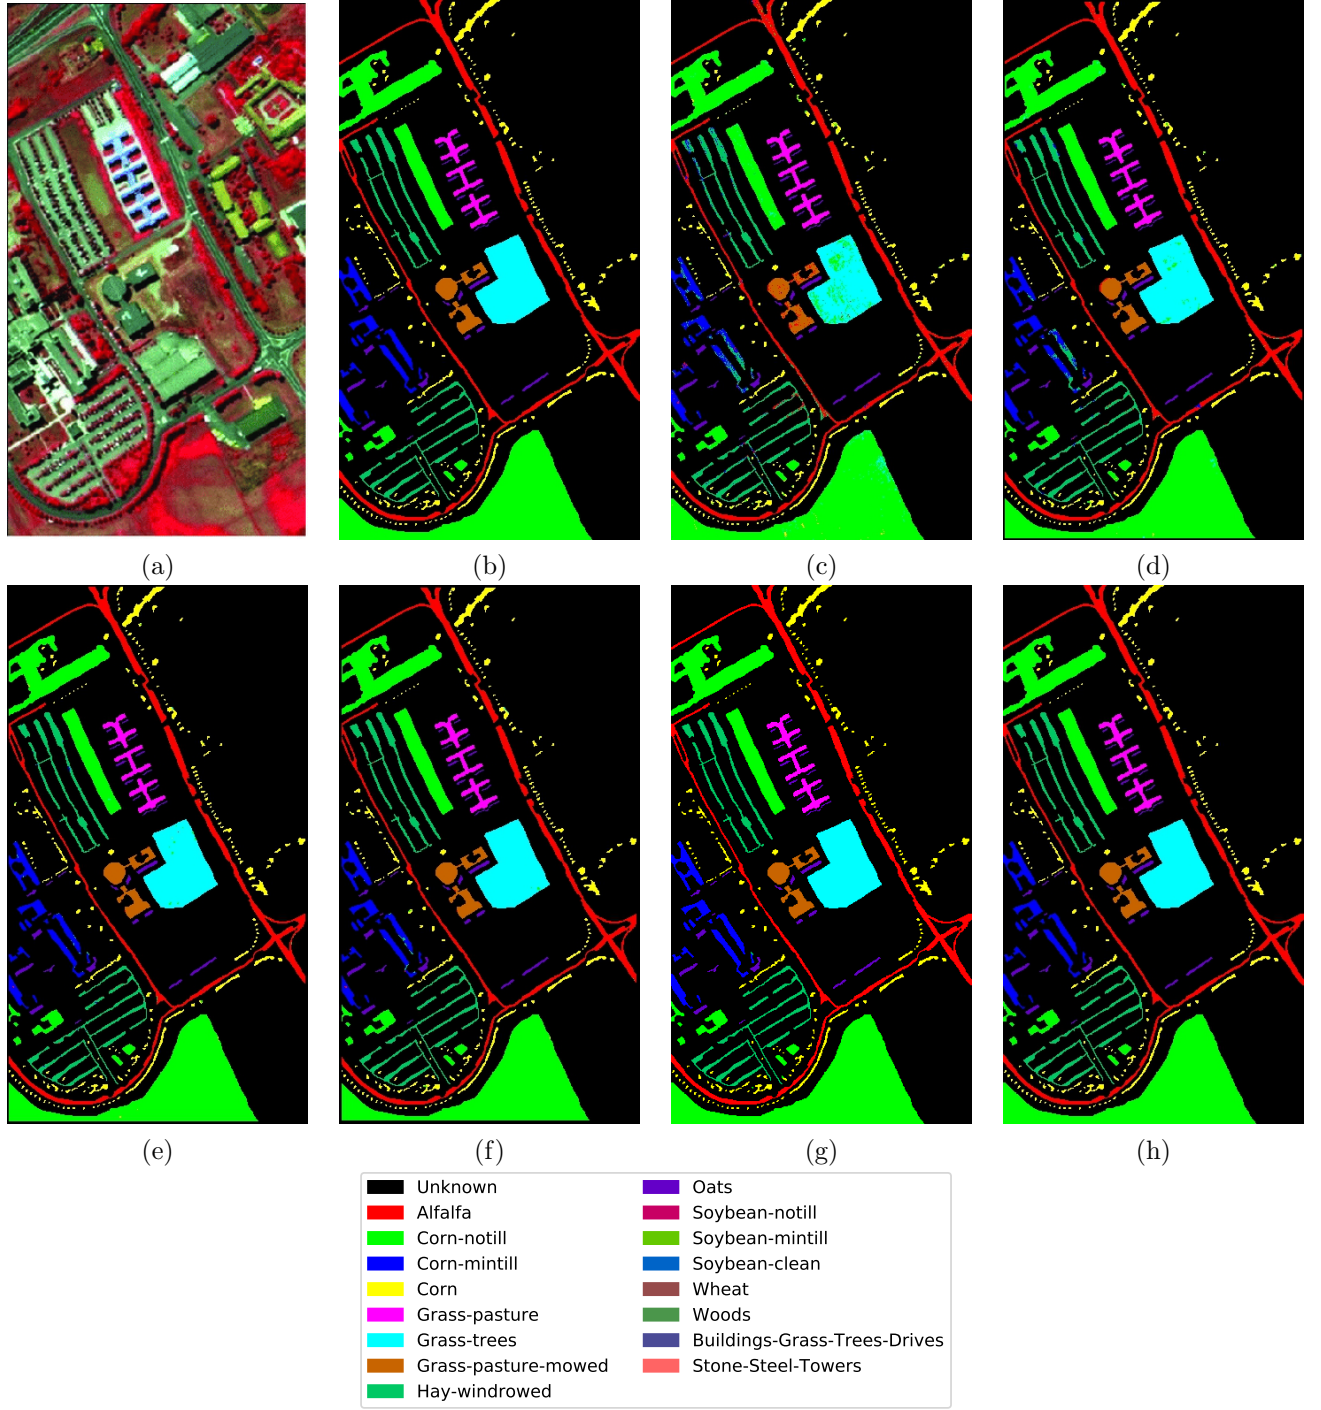 (a)
(b)
(c)
(d)
(e)
(f)
(g)
(h)
Unknown
Alfalfa
Corn-notill
Corn-mintill
Corn
Grass-pasture
Grass-trees
Grass-pasture-mowed
Hay-windrowed
Oats
Soybean-notill
Soybean-mintill
Soybean-clean
Wheat
Woods
Buildings-Grass-Trees-Drives
Stone-Steel-Towers